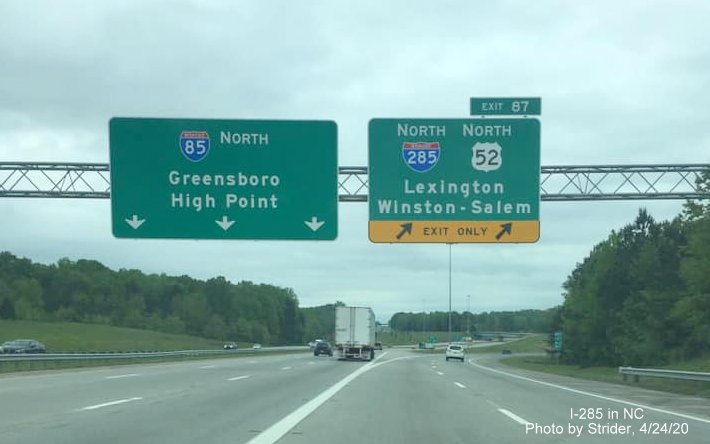 NORTH
85
Greensboro
High Point
EXIT 87
NORTH NORTH
285 52
Lexington
Winston-Salem
EXIT ONLY
I-285 in NC
Photo by Strider, 4/24/20